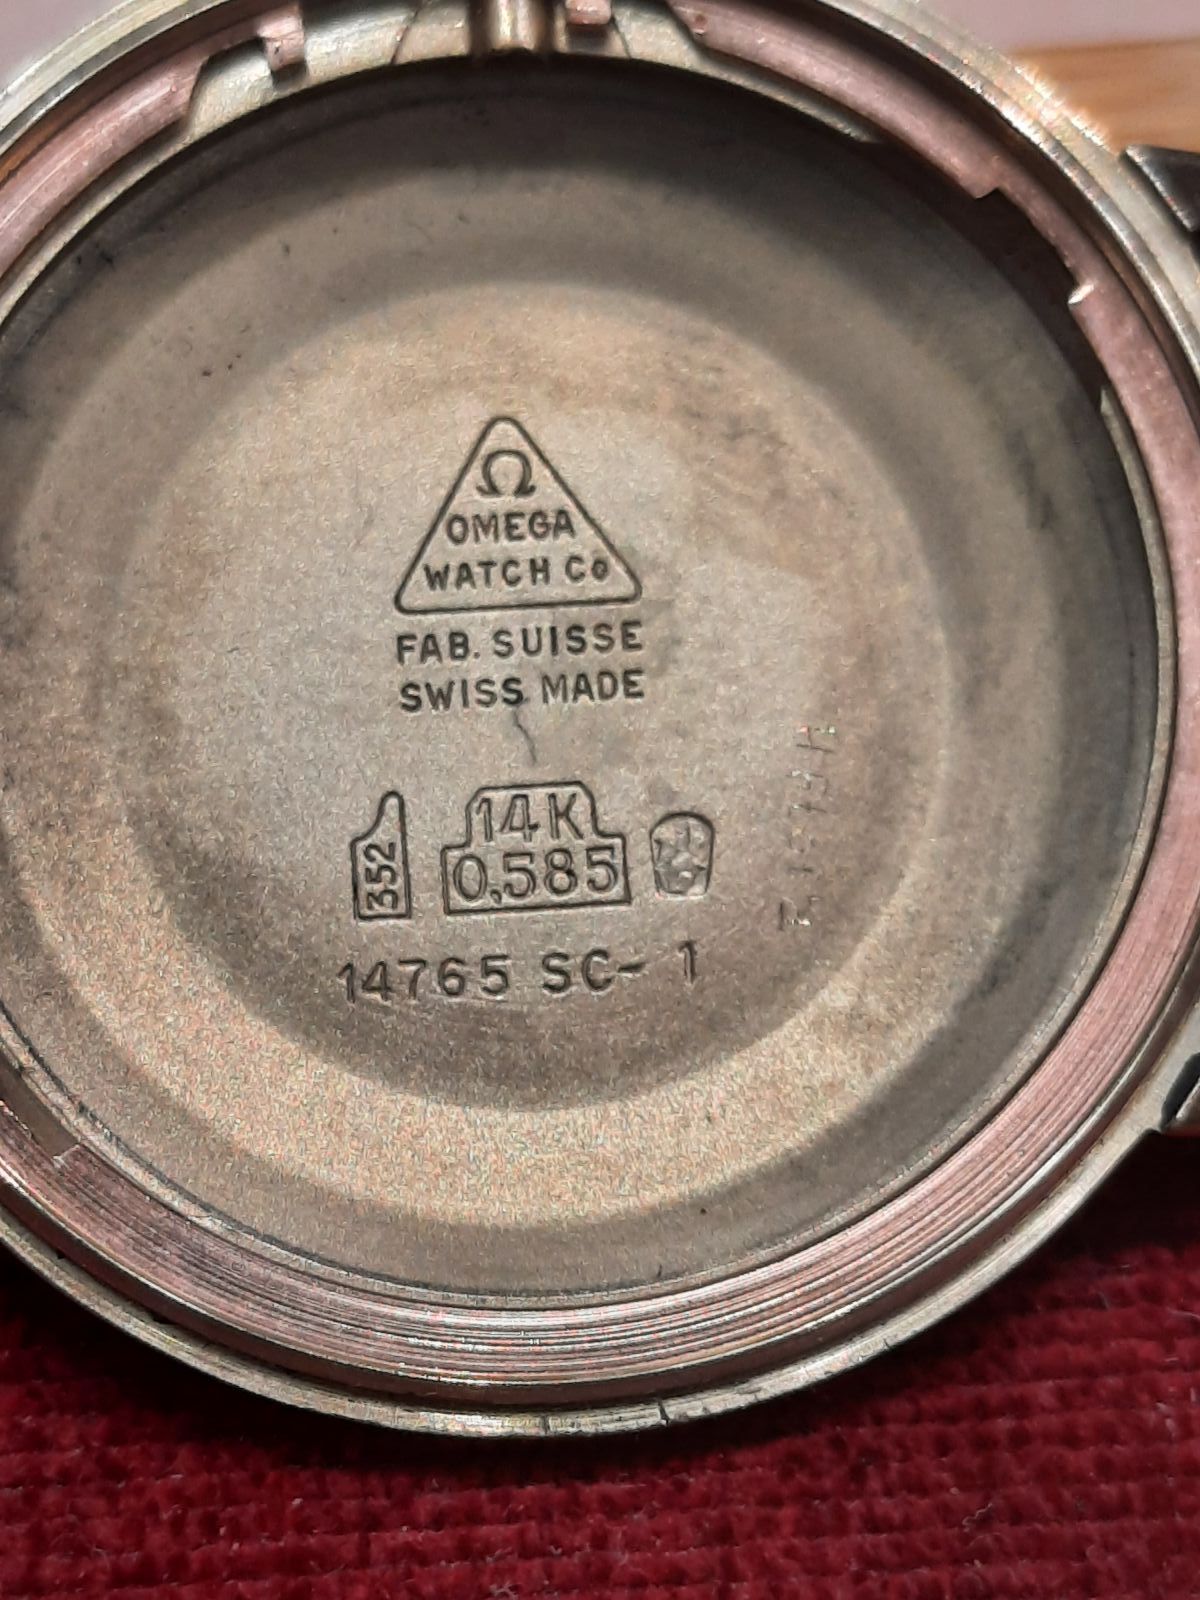 Ω
OMEGA
WATCH Co
FAB. SUISSE
SWISS MADE
352
14K
0,585
14765 SC- 1